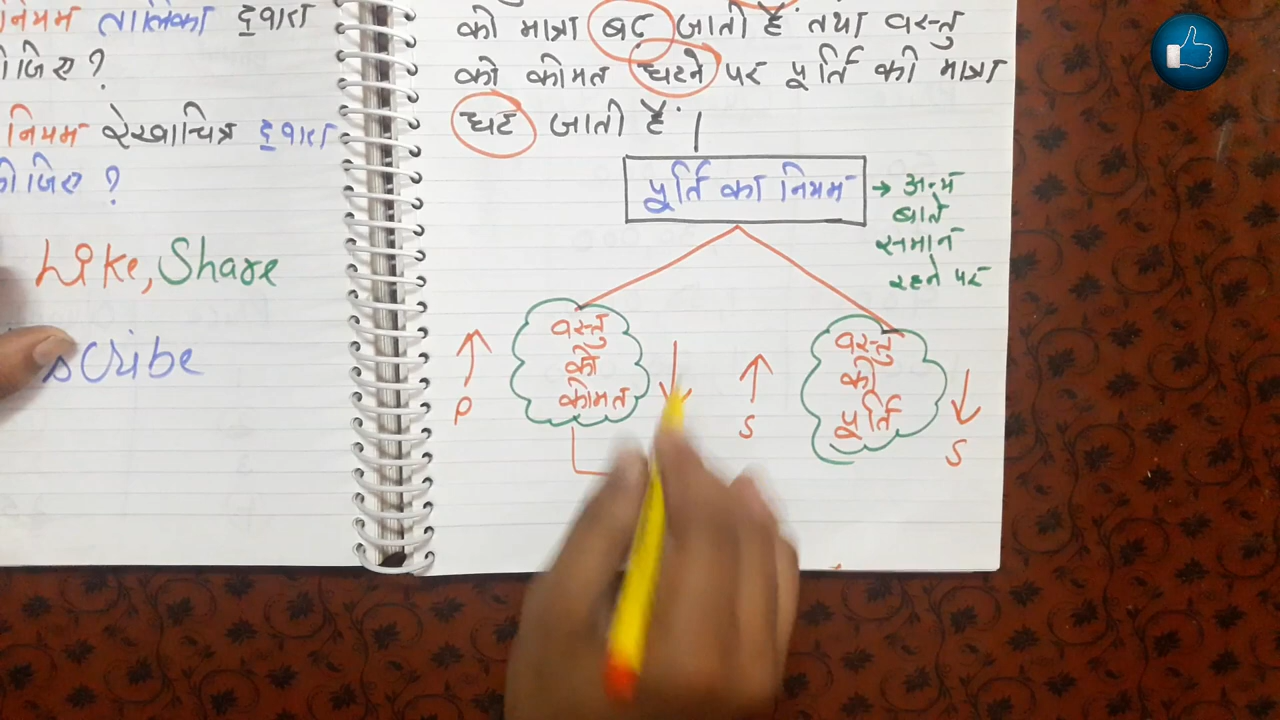 नियम तालिका द्वारा
कीजिए ?
नियम रेखाचित्र द्वारा
कीजिए ?
Like, Share
scribe
की मात्रा बढ़ जाती हैं तथा वस्तु
की कीमत घटने पर पूर्ति की मात्रा
घट जाती हैं |
पूर्ति का नियम → अन्य
बातें
समान
रहने पर
वस्तु
की
कीमत
P
वस्तु
की
पूर्ति
S
S